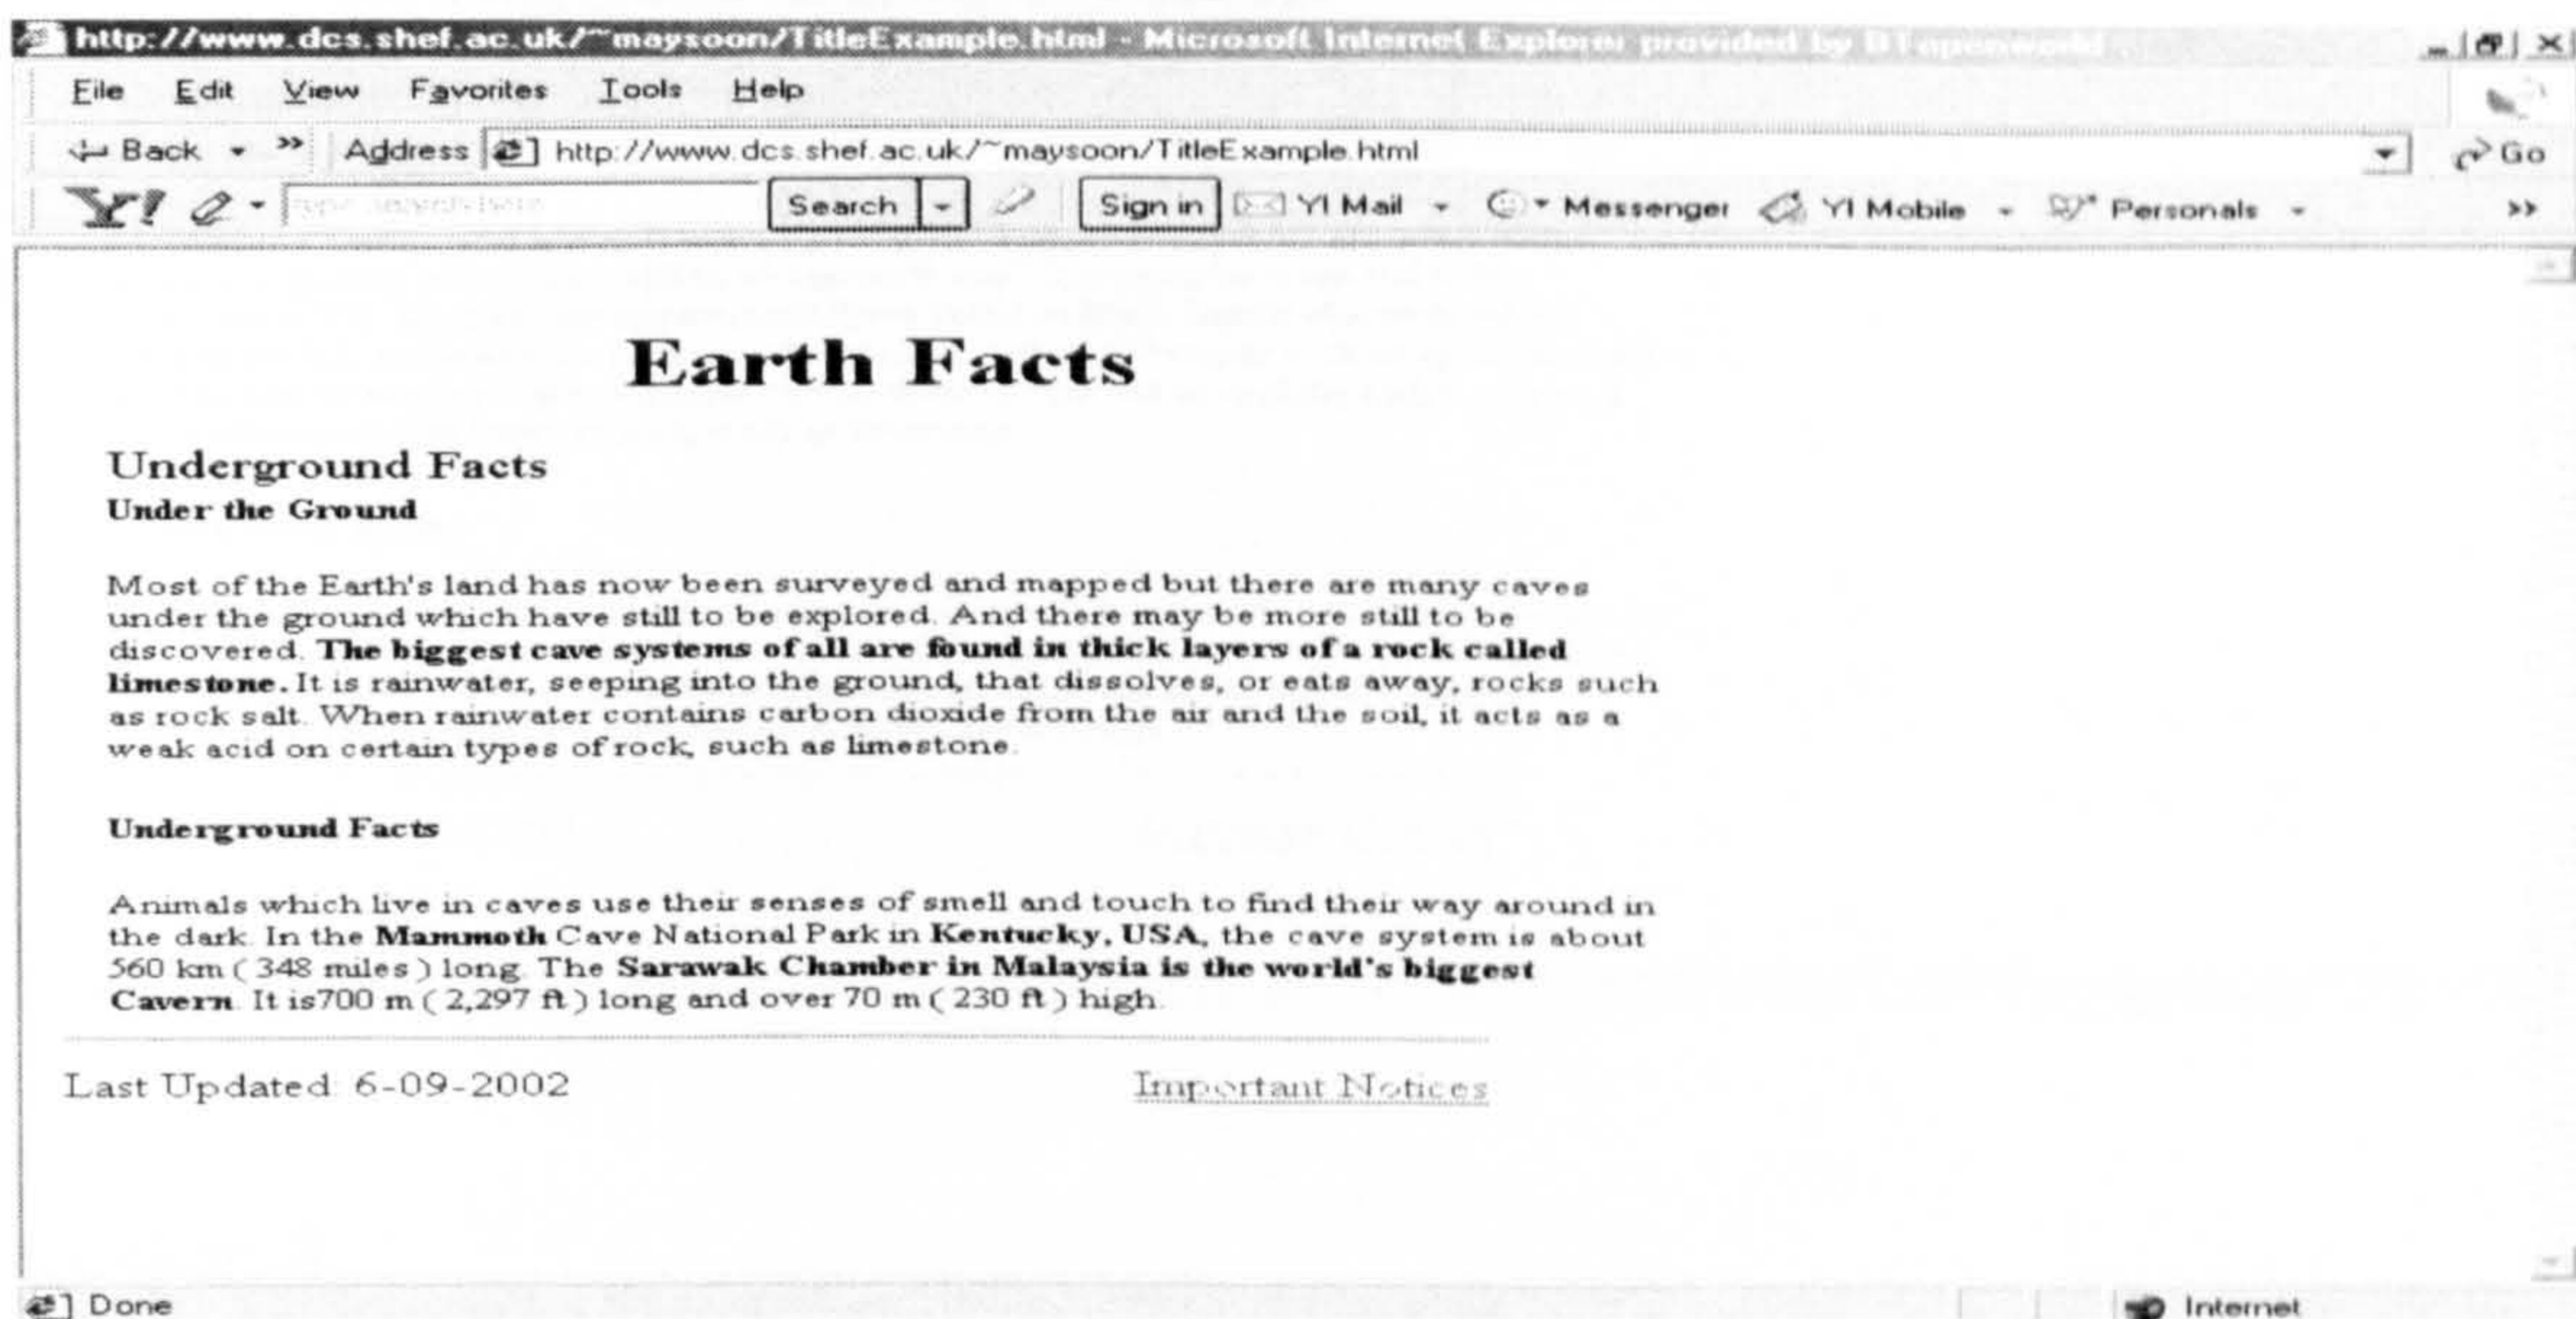 http://www.dcs.shef.ac.uk/~maysoon/TitleExample.html - Microsoft Internet Explorer provided by BTopenworld
File Edit View Favorites Tools Help
Back Address http://www.dcs.shef.ac.uk/~maysoon/TitleExample.html Go
Y! Search Sign in Y! Mail Messenger Y! Mobile Personals
Earth Facts
Underground Facts
Under the Ground
Most of the Earth's land has now been surveyed and mapped but there are many caves
under the ground which have still to be explored. And there may be more still to be
discovered. The biggest cave systems of all are found in thick layers of a rock called
limestone. It is rainwater, seeping into the ground, that dissolves, or eats away, rocks such
as rock salt. When rainwater contains carbon dioxide from the air and the soil, it acts as a
weak acid on certain types of rock, such as limestone.
Underground Facts
Animals which live in caves use their senses of smell and touch to find their way around in
the dark. In the Mammoth Cave National Park in Kentucky, USA, the cave system is about
560 km ( 348 miles ) long. The Sarawak Chamber in Malaysia is the world's biggest
Cavern. It is700 m ( 2,297 ft ) long and over 70 m ( 230 ft ) high.
Last Updated: 6-09-2002 Important Notices
Done Internet